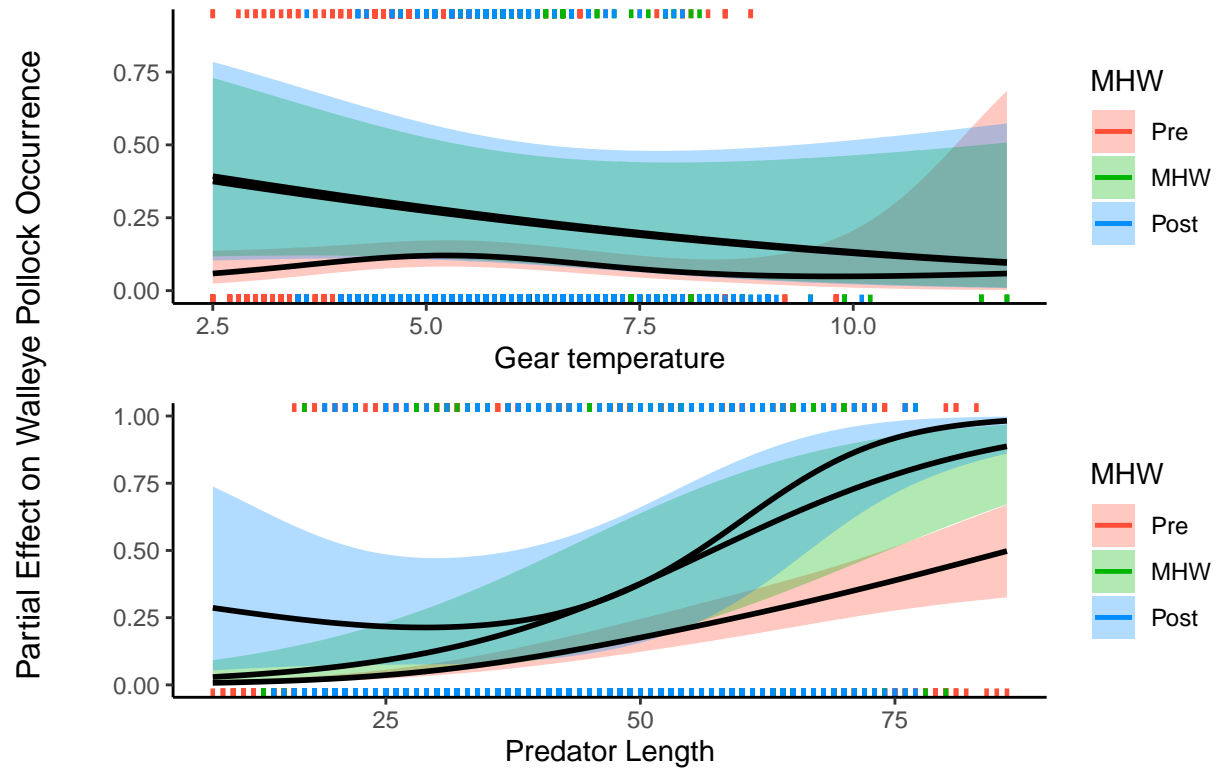 Partial Effect on Walleye Pollock Occurrence
0.75
0.50
0.25
0.00
2.5 5.0 7.5 10.0
Gear temperature
MHW
Pre
MHW
Post
1.00
0.75
0.50
0.25
0.00
25 50 75
Predator Length
MHW
Pre
MHW
Post